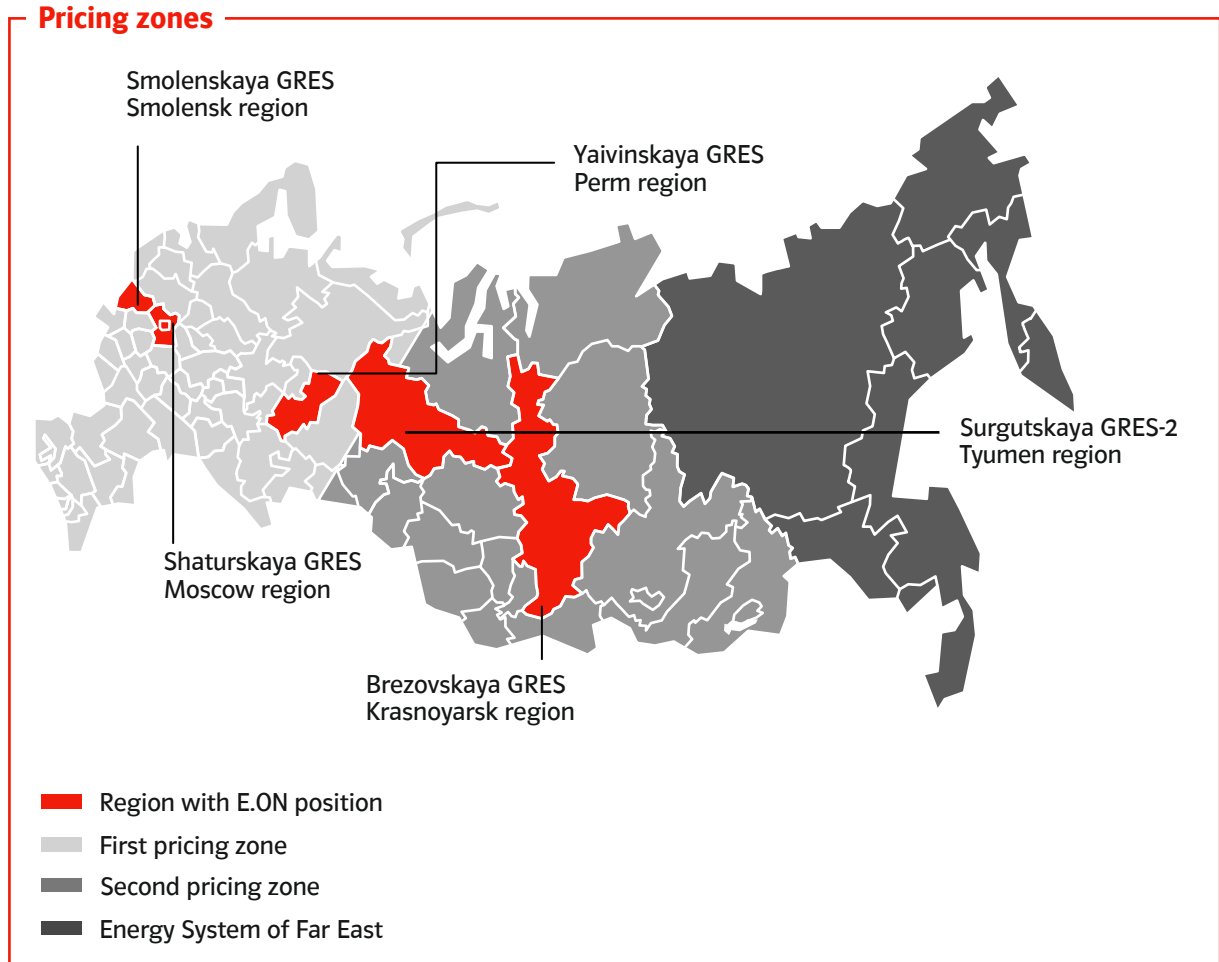 Pricing zones
Smolenskaya GRES
Smolensk region
Yaivinskaya GRES
Perm region
Surgutskaya GRES-2
Tyumen region
Shaturskaya GRES
Moscow region
Brezovskaya GRES
Krasnoyarsk region
Region with E.ON position
First pricing zone
Second pricing zone
Energy System of Far East